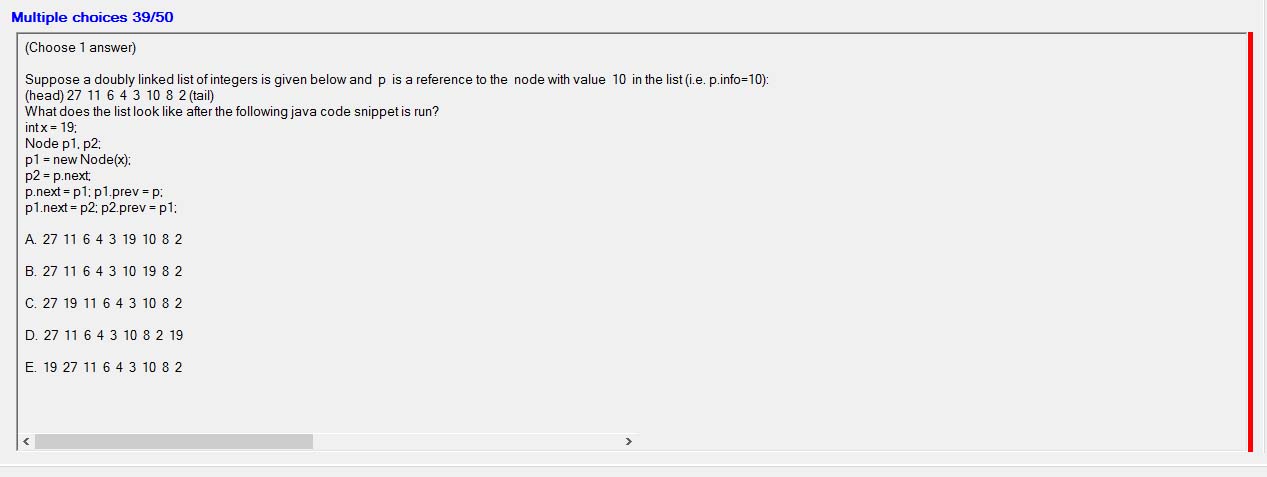 Multiple choices 39/50
(Choose 1 answer)
Suppose a doubly linked list of integers is given below and p is a reference to the node with value 10 in the list (i.e. p.info=10):
(head) 27 11 6 4 3 10 8 2 (tail)
What does the list look like after the following java code snippet is run?
int x = 19;
Node p1, p2;
p1 = new Node(x);
p2 = p.next;
p.next = p1; p1.prev = p;
p1.next = p2; p2.prev = p1;
A. 27 11 6 4 3 19 10 8 2
B. 27 11 6 4 3 10 19 8 2
C. 27 19 11 6 4 3 10 8 2
D. 27 11 6 4 3 10 8 2 19
E. 19 27 11 6 4 3 10 8 2